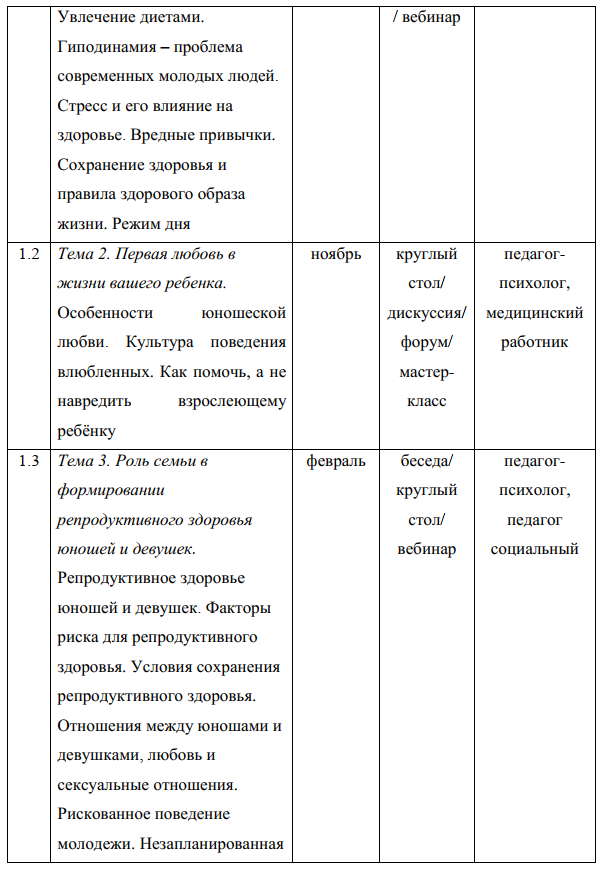 Увлечение диетами.
Гиподинамия – проблема
современных молодых людей.
Стресс и его влияние на
здоровье. Вредные привычки.
Сохранение здоровья и
правила здорового образа
жизни. Режим дня
/ вебинар
1.2
Тема 2. Первая любовь в
жизни вашего ребенка.
Особенности юношеской
любви. Культура поведения
влюбленных. Как помочь, а не
навредить взрослеющему
ребёнку
ноябрь
круглый
стол/
дискуссия/
форум/
мастер-
класс
педагог-
психолог,
медицинский
работник
1.3
Тема 3. Роль семьи в
формировании
репродуктивного здоровья
юношей и девушек.
Репродуктивное здоровье
юношей и девушек. Факторы
риска для репродуктивного
здоровья. Условия сохранения
репродуктивного здоровья.
Отношения между юношами и
девушками, любовь и
сексуальные отношения.
Рискованное поведение
молодежи. Незапланированная
февраль
беседа/
круглый
стол/
вебинар
педагог-
психолог,
педагог
социальный